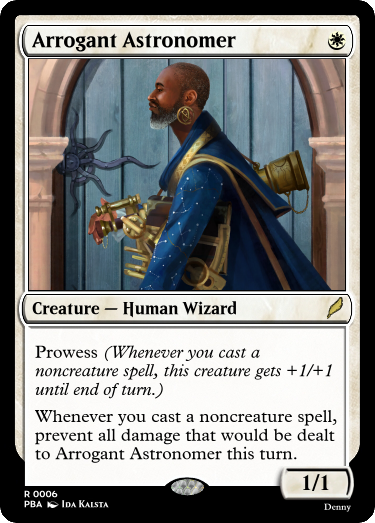 Arrogant Astronomer
Creature — Human Wizard
Prowess (Whenever you cast a
noncreature spell, this creature gets +1/+1
until end of turn.)
Whenever you cast a noncreature spell,
prevent all damage that would be dealt
to Arrogant Astronomer this turn.
1/1
R 0006
PBA Ida Kalsta
Denny